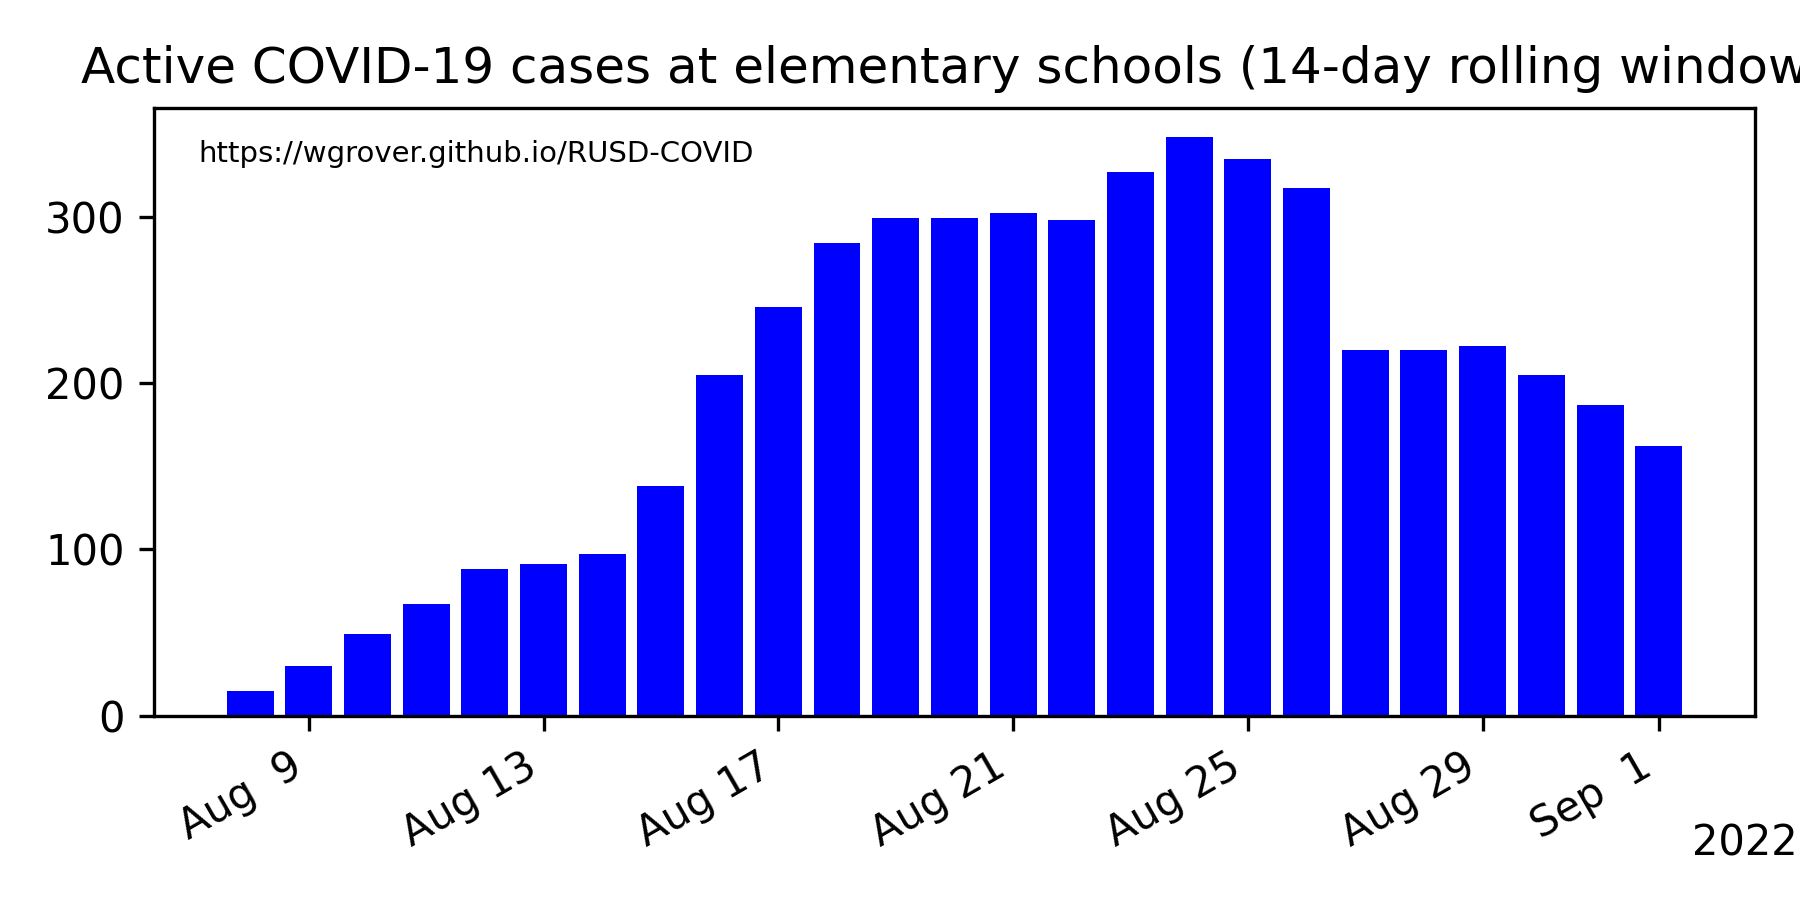 Active COVID-19 cases at elementary schools (14-day rolling window
https://wgrover.github.io/RUSD-COVID
300
200
100
0
Aug 9
Aug 13
Aug 17
Aug 21
Aug 25
Aug 29
Sep 1
2022